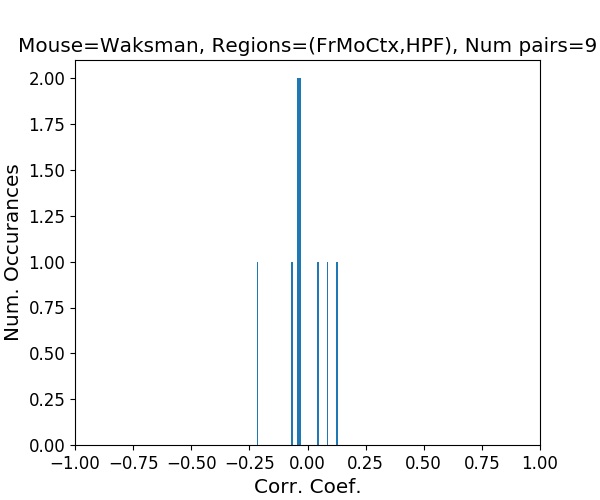 Mouse=Waksman, Regions=(FrMoCtx,HPF), Num pairs=9
Num. Occurances
2.00
1.75
1.50
1.25
1.00
0.75
0.50
0.25
0.00
−1.00 −0.75 −0.50 −0.25 0.00 0.25 0.50 0.75 1.00
Corr. Coef.